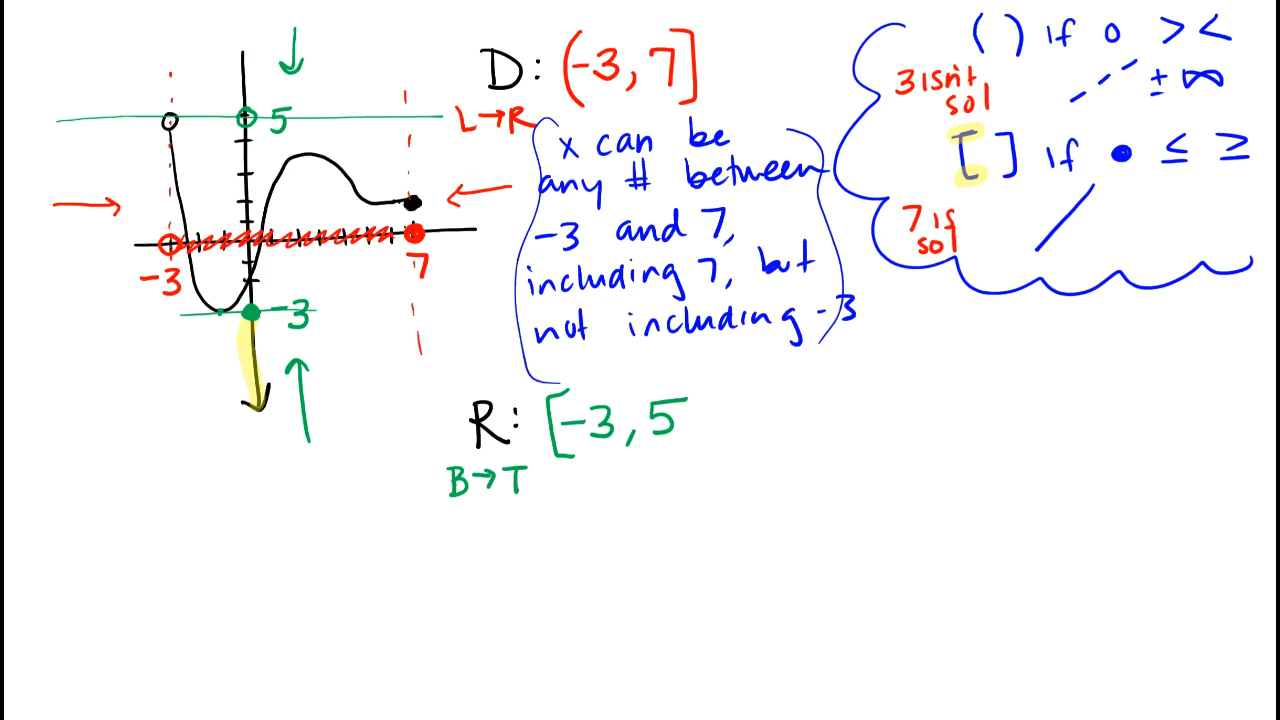 5
-3
7
-3
D: (-3, 7]
L→R
x can be
any # between
-3 and 7,
including 7, but
not including -3
R: [-3, 5
B→T
( ) if o > <
± ∞
3 isn't
sol
[ ] if • ≤ ≥
7 if
sol